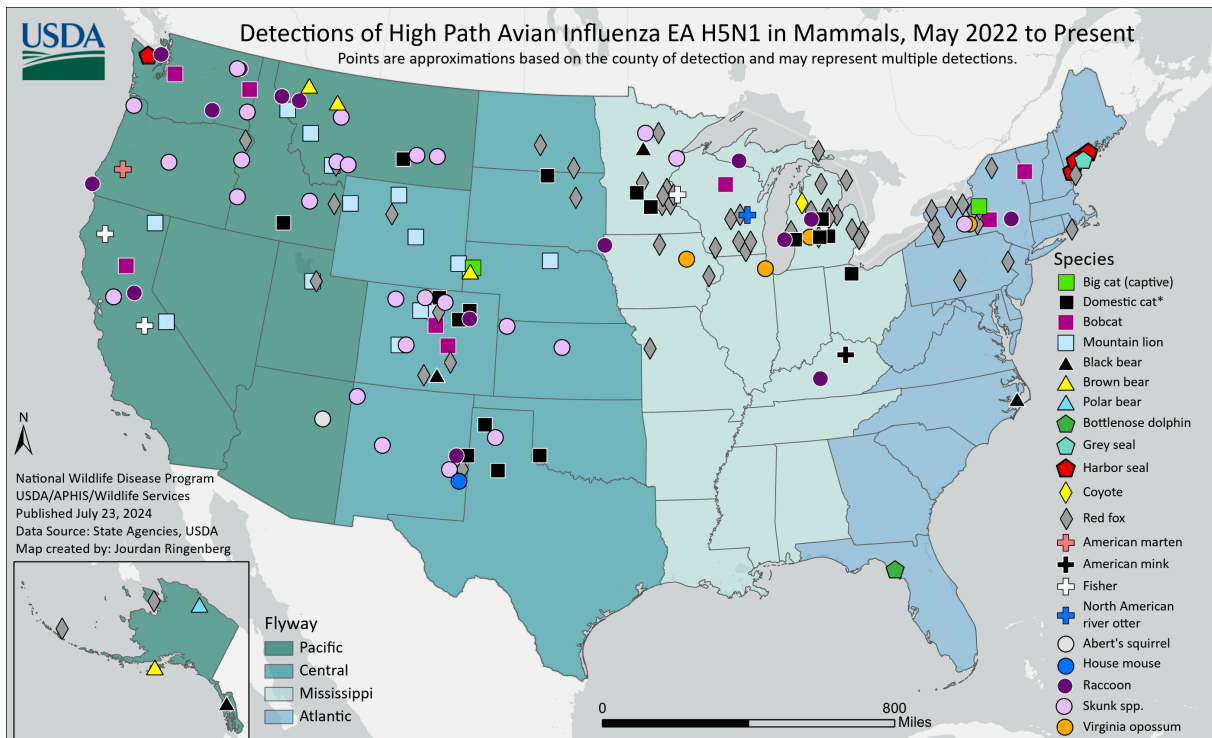 USDA
Detections of High Path Avian Influenza EA H5N1 in Mammals, May 2022 to Present
Points are approximations based on the county of detection and may represent multiple detections.
Species
Big cat (captive)
Domestic cat*
Bobcat
Mountain lion
Black bear
Brown bear
Polar bear
Bottlenose dolphin
Grey seal
Harbor seal
Coyote
Red fox
American marten
American mink
Fisher
North American
river otter
Abert's squirrel
House mouse
Raccoon
Skunk spp.
Virginia opossum
N
National Wildlife Disease Program
USDA/APHIS/Wildlife Services
Published July 23, 2024
Data Source: State Agencies, USDA
Map created by: Jourdan Ringenberg
Flyway
Pacific
Central
Mississippi
Atlantic
0 800
Miles